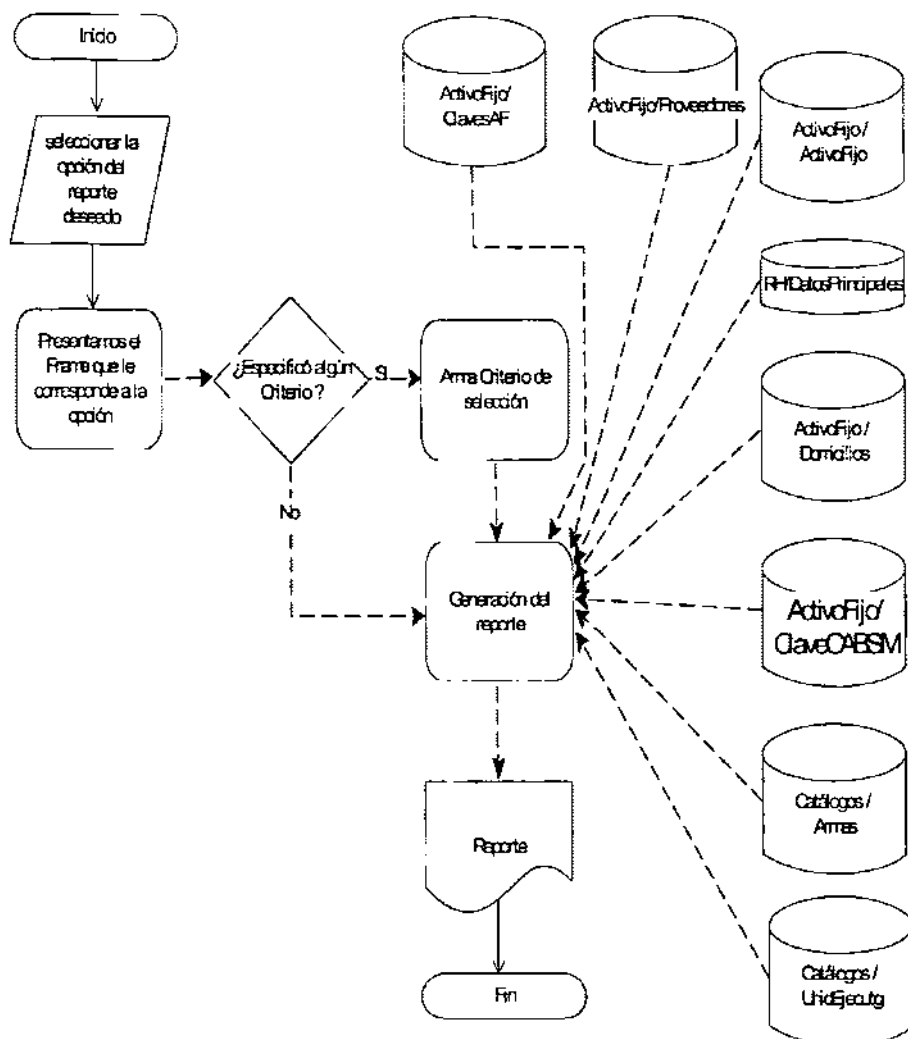 Inicio
seleccionar la
opción del
reporte
deseado
Presentamos el
Frame que le
corresponde a la
opción
¿Especificó algún
Criterio ?
Si
No
Arma Criterio de
selección
Generación del
reporte
Reporte
Fin
ActivoFijo/
ClavesAF
ActivoFijo/Proveedores
ActivoFijo /
ActivoFijo
RH/DatosPrincipales
ActivoFijo /
Domicilios
ActivoFijo/
ClaveCABSM
Catálogos /
Armas
Catálogos /